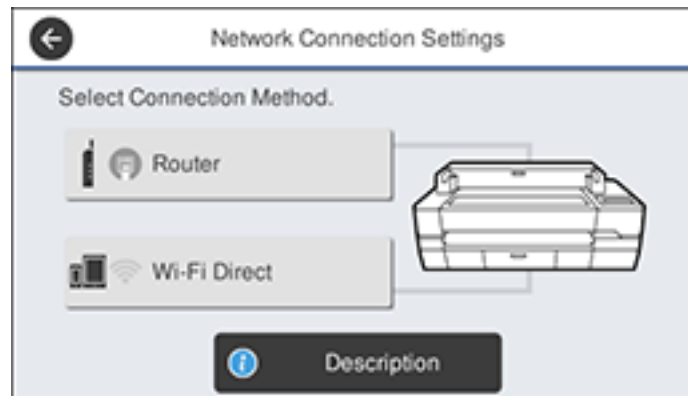 Network Connection Settings
Select Connection Method.
Router
Wi-Fi Direct
Description